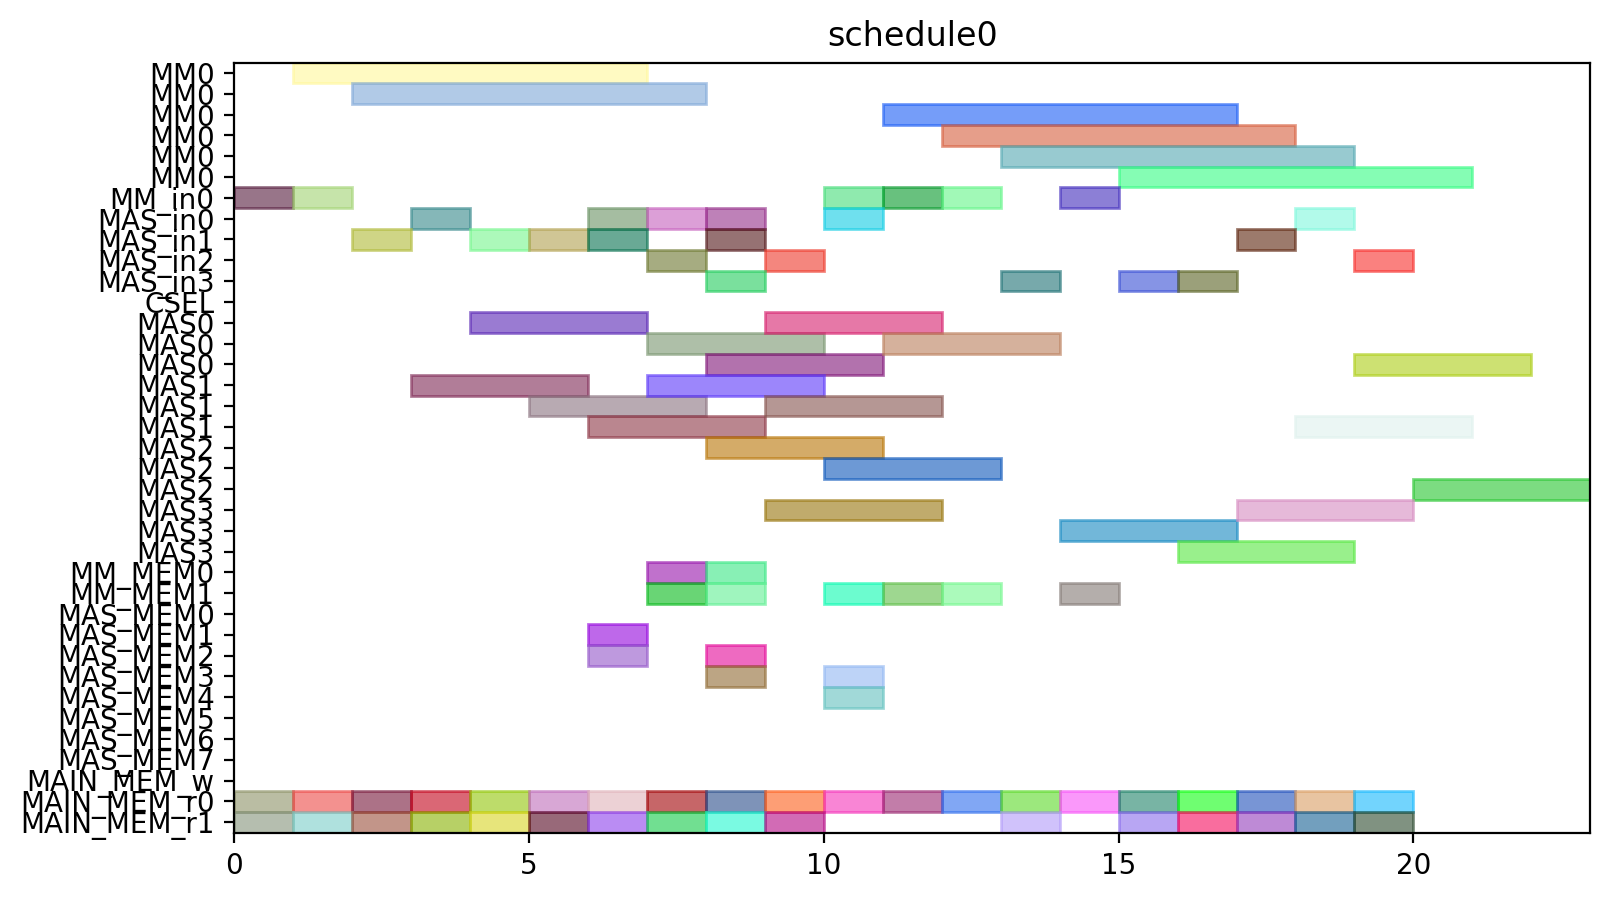 schedule0
MM0
MM0
MM0
MM0
MM0
MM0
MM_in0
MAS_in0
MAS_in1
MAS_in2
MAS_in3
CSEL
MAS0
MAS0
MAS0
MAS1
MAS1
MAS1
MAS2
MAS2
MAS2
MAS3
MAS3
MAS3
MM_MEM0
MM_MEM1
MAS_MEM0
MAS_MEM1
MAS_MEM2
MAS_MEM3
MAS_MEM4
MAS_MEM5
MAS_MEM6
MAS_MEM7
MAIN_MEM_w
MAIN_MEM_r0
MAIN_MEM_r1
0 5 10 15 20